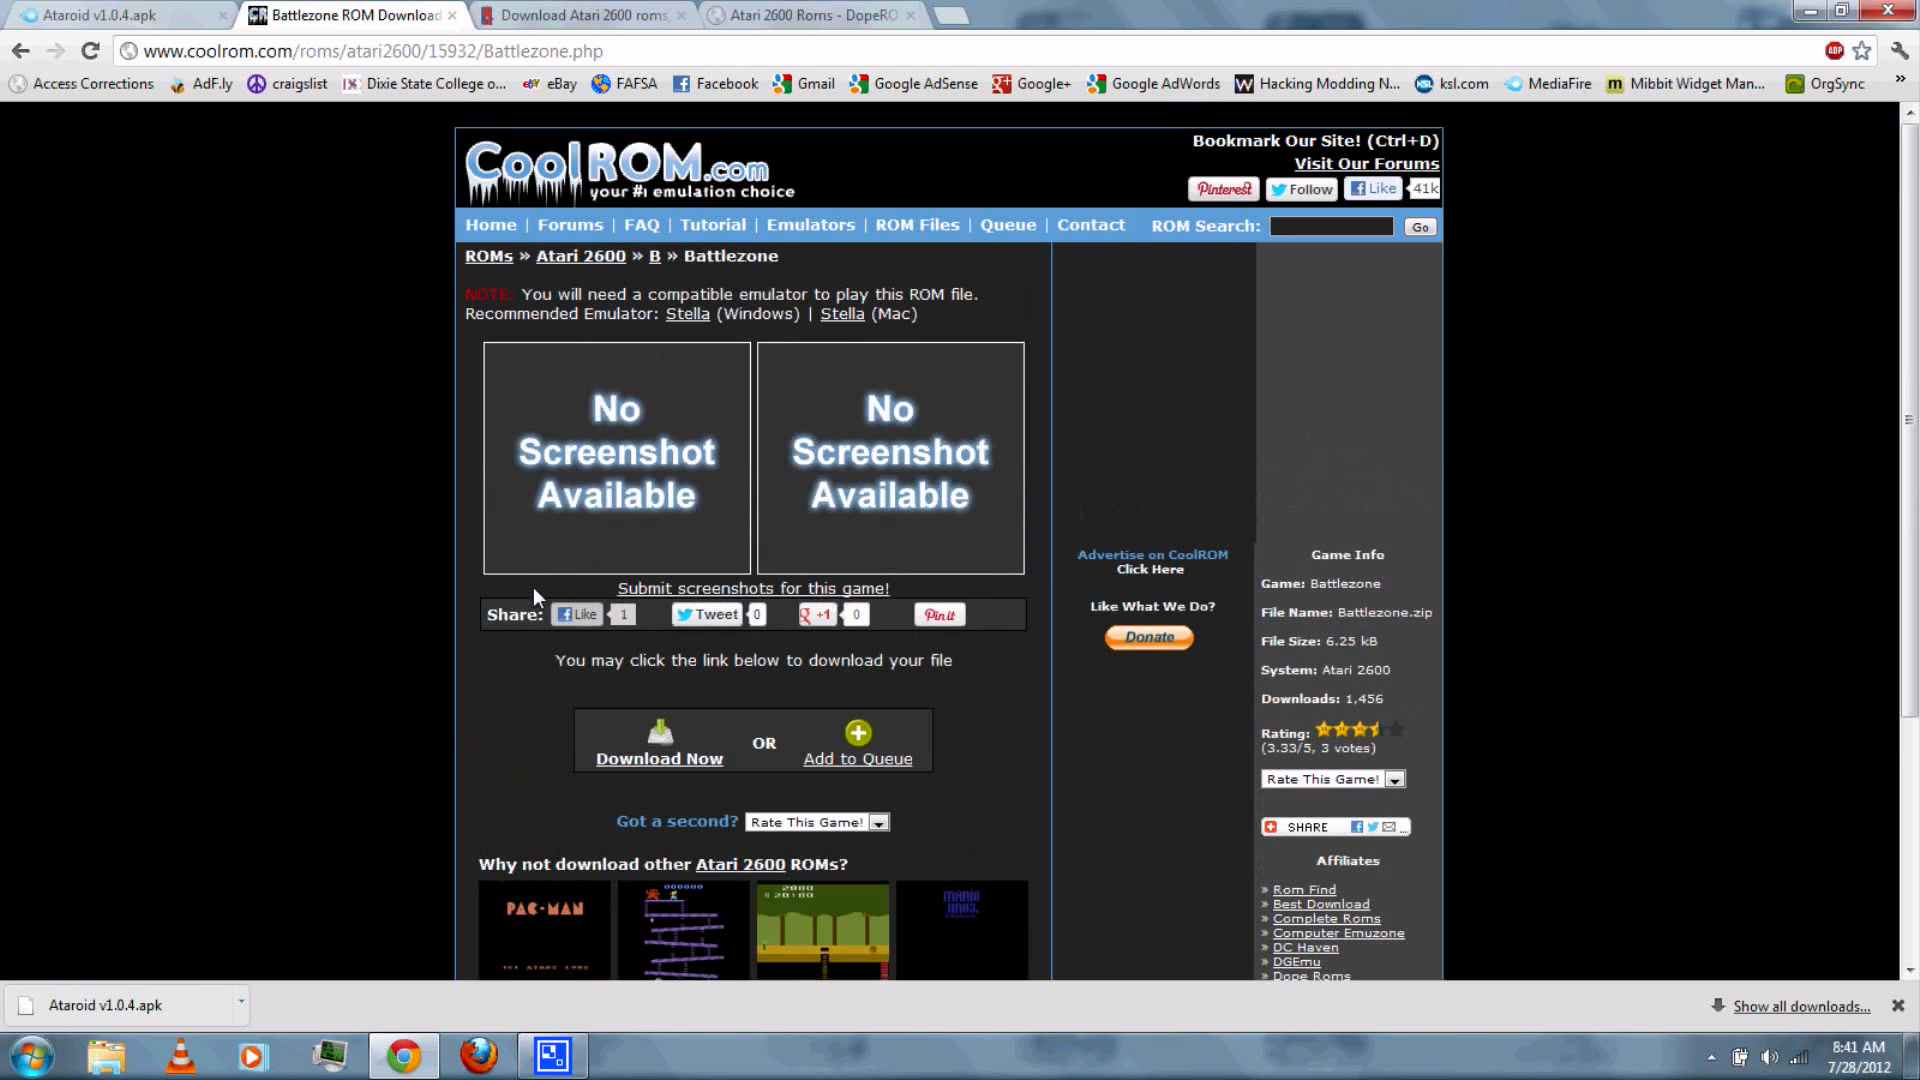 Ataroid v1.0.4.apk
Battlezone ROM Download
Download Atari 2600 roms,
Atari 2600 Roms - DopeRO
www.coolrom.com/roms/atari2600/15932/Battlezone.php
ABP
Access Corrections
AdF.ly
craigslist
Dixie State College o...
eBay
FAFSA
Facebook
Gmail
Google AdSense
Google+
Google AdWords
Hacking Modding N...
ksl.com
MediaFire
Mibbit Widget Man...
OrgSync
CoolROM.com
your #1 emulation choice
Bookmark Our Site! (Ctrl+D)
Visit Our Forums
Pinterest
Follow
Like
41k
Home | Forums | FAQ | Tutorial | Emulators | ROM Files | Queue | Contact
ROM Search:
Go
ROMs » Atari 2600 » B » Battlezone
NOTE: You will need a compatible emulator to play this ROM file.
Recommended Emulator: Stella (Windows) | Stella (Mac)
No Screenshot Available
No Screenshot Available
Submit screenshots for this game!
Share:
Like
1
Tweet
0
+1
0
Pin it
You may click the link below to download your file
Download Now
OR
Add to Queue
Got a second?
Rate This Game!
Why not download other Atari 2600 ROMs?
PAC-MAN
000000
MARIO
Advertise on CoolROM
Click Here
Like What We Do?
Donate
Game Info
Game: Battlezone
File Name: Battlezone.zip
File Size: 6.25 kB
System: Atari 2600
Downloads: 1,456
Rating:
(3.33/5, 3 votes)
Rate This Game!
SHARE
Affiliates
» Rom Find
» Best Download
» Complete Roms
» Computer Emuzone
» DC Haven
» DGEmu
» Dope Roms
Ataroid v1.0.4.apk
Show all downloads...
8:41 AM
7/28/2012